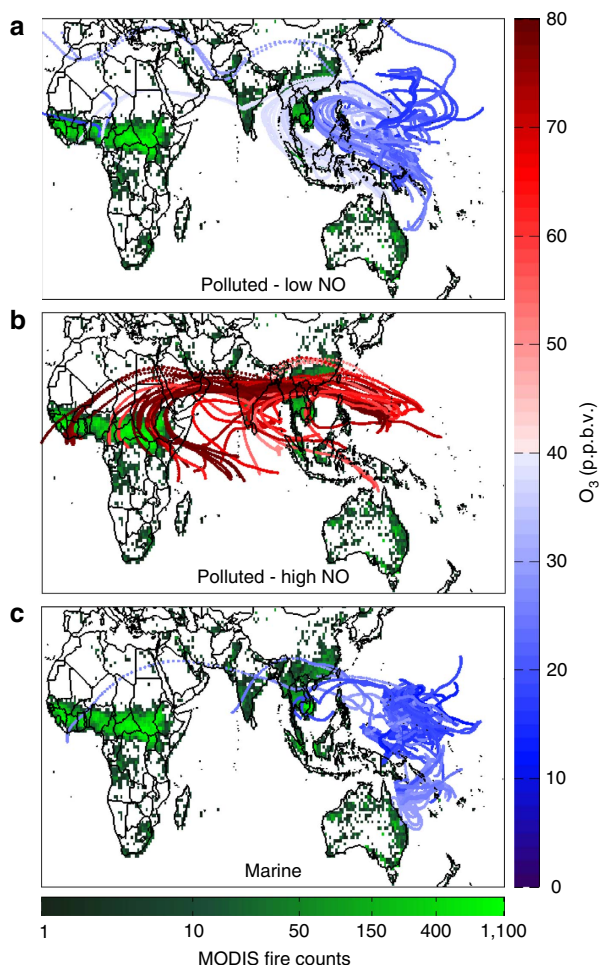 a
Polluted - low NO
b
Polluted - high NO
c
Marine
80
70
60
50
40
30
20
10
0
O3 (p.p.b.v.)
1 10 50 150 400 1,100
MODIS fire counts